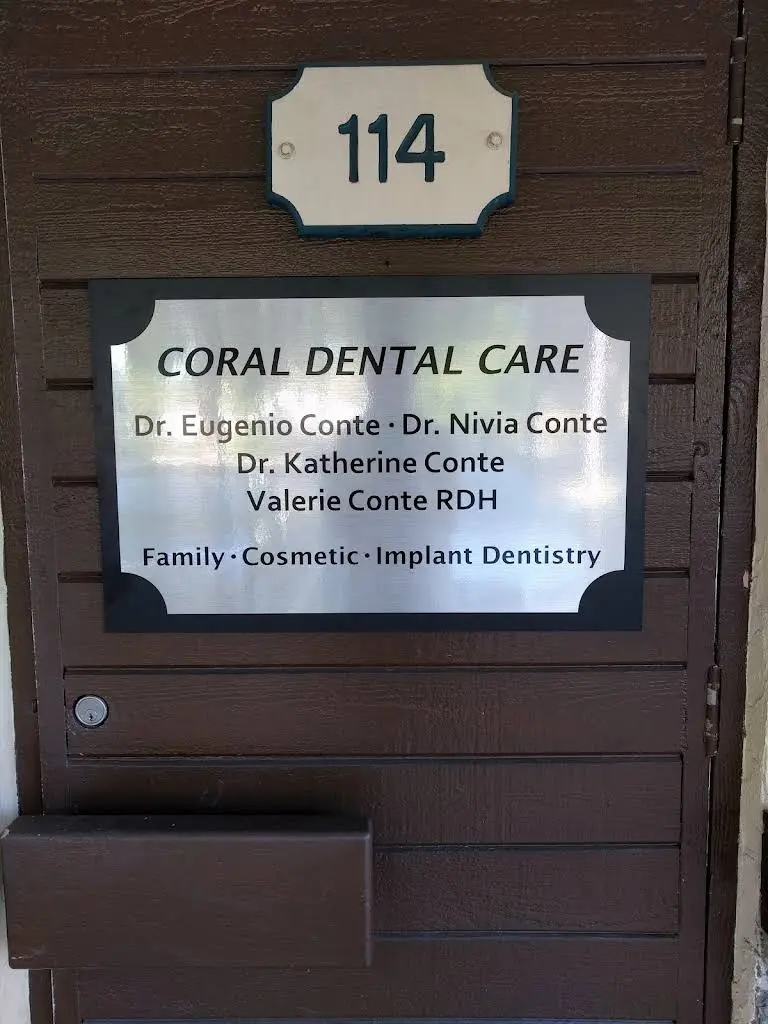 114
CORAL DENTAL CARE
Dr. Eugenio Conte · Dr. Nivia Conte
Dr. Katherine Conte
Valerie Conte RDH
Family · Cosmetic · Implant Dentistry